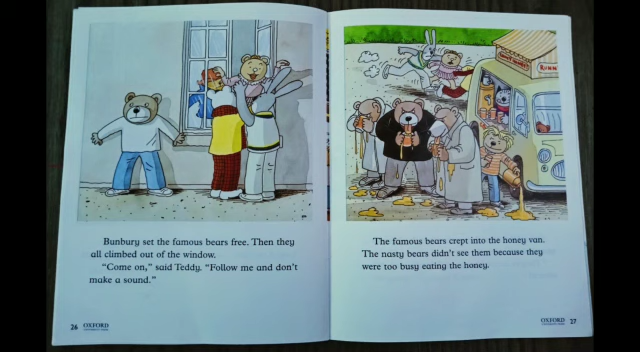 Bunbury set the famous bears free. Then they
all climbed out of the window.
"Come on," said Teddy. "Follow me and don't
make a sound."
26 OXFORD
The famous bears crept into the honey van.
The nasty bears didn't see them because they
were too busy eating the honey.
OXFORD 27